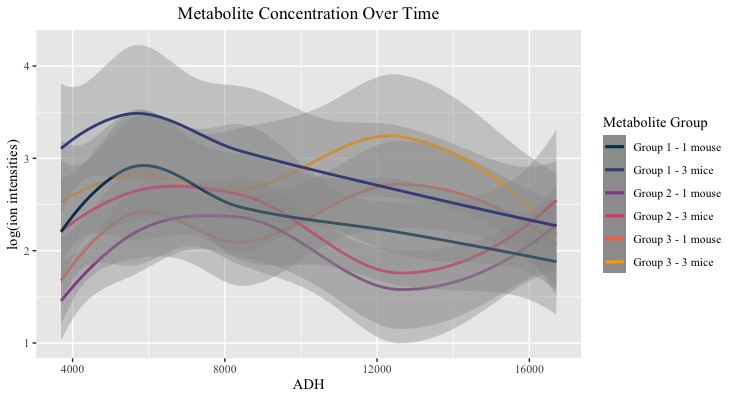 Metabolite Concentration Over Time
log(ion intensities)
4
3
2
1
4000
8000
12000
16000
ADH
Metabolite Group
Group 1 - 1 mouse
Group 1 - 3 mice
Group 2 - 1 mouse
Group 2 - 3 mice
Group 3 - 1 mouse
Group 3 - 3 mice